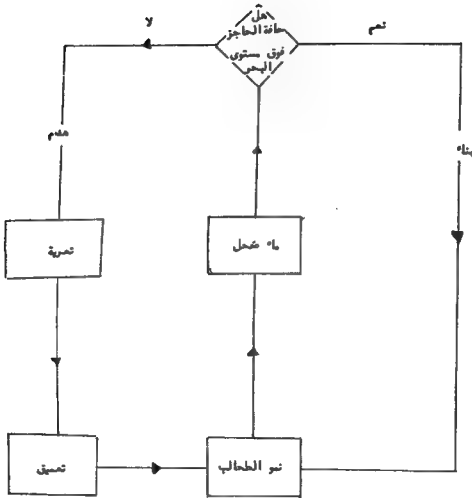 هل
حافة الحاجز
فوق مستوى
البحر
نعم
لا
هدم
بناء
ماء ضحل
تعرية
نمو الطحالب
تعميق